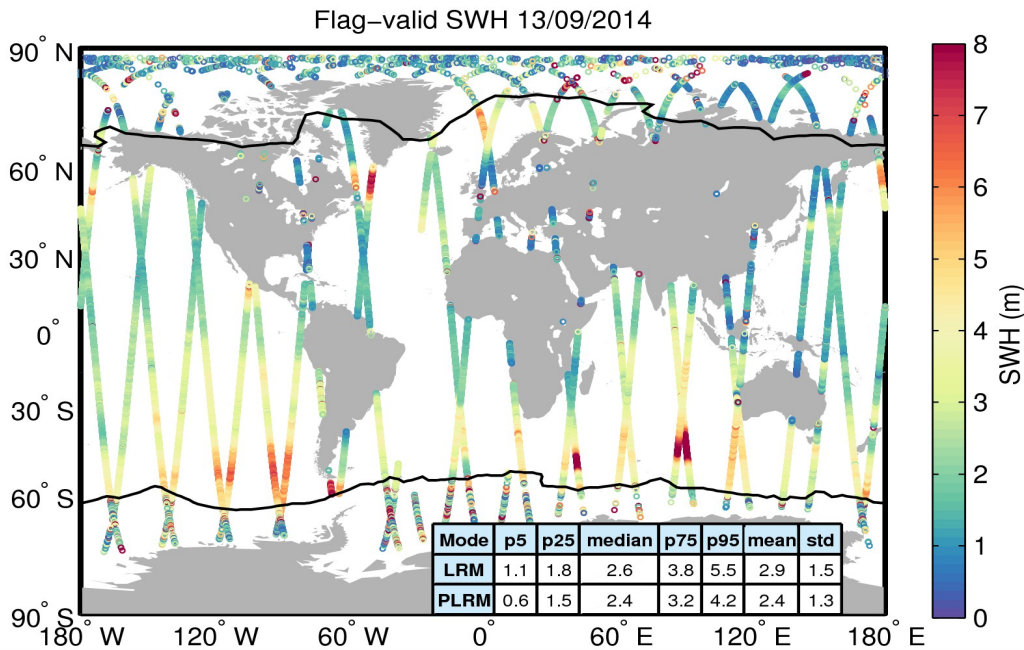 Flag−valid SWH 13/09/2014
90° N
60° N
30° N
0°
30° S
60° S
90° S
180° W
120° W
60° W
0°
60° E
120° E
180° E
Mode p5 p25 median p75 p95 mean std
LRM 1.1 1.8 2.6 3.8 5.5 2.9 1.5
PLRM 0.6 1.5 2.4 3.2 4.2 2.4 1.3
8
7
6
5
4
3
2
1
0
SWH (m)